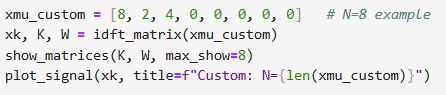 xmu_custom = [8, 2, 4, 0, 0, 0, 0, 0]   # N=8 example
xk, K, W = idft_matrix(xmu_custom)
show_matrices(K, W, max_show=8)
plot_signal(xk, title=f"Custom: N={len(xmu_custom)}")